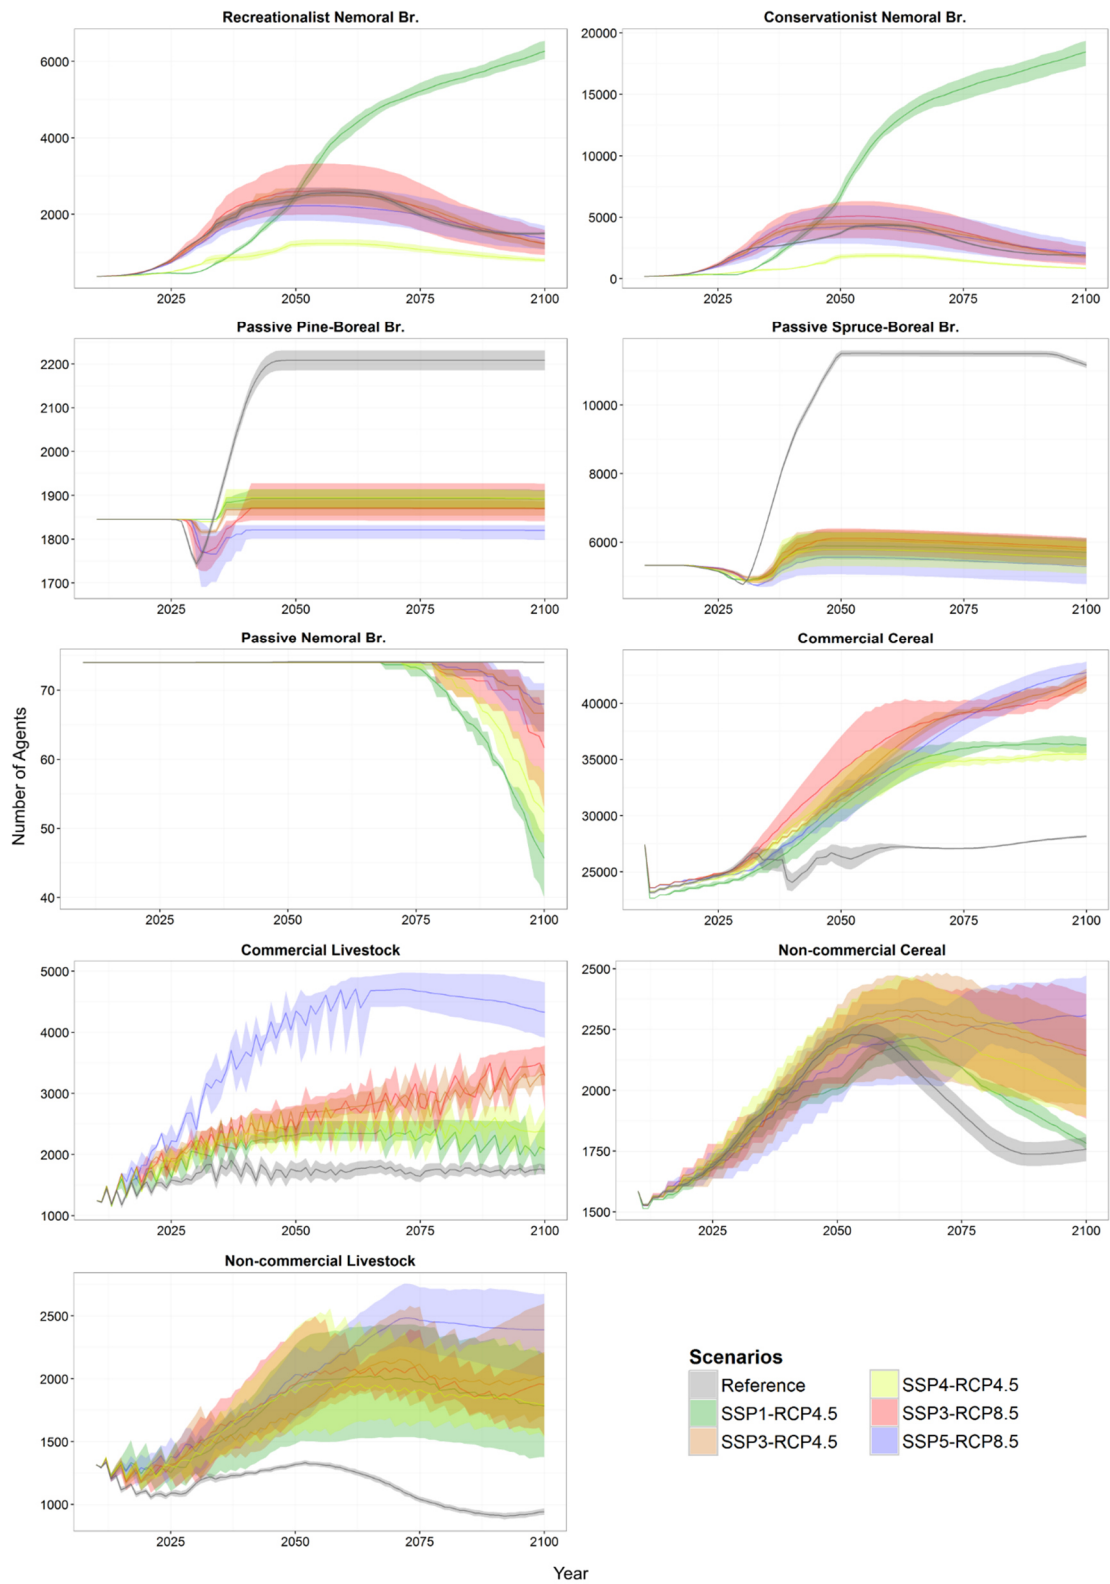 Recreationalist Nemoral Br.
Conservationist Nemoral Br.
6000
4000
2000
2025 2050 2075 2100
20000
15000
10000
5000
0
2025 2050 2075 2100
Passive Pine-Boreal Br.
Passive Spruce-Boreal Br.
2200
2100
2000
1900
1800
1700
2025 2050 2075 2100
10000
8000
6000
2025 2050 2075 2100
Passive Nemoral Br.
Commercial Cereal
70
60
50
40
2025 2050 2075 2100
40000
35000
30000
25000
2025 2050 2075 2100
Number of Agents
Commercial Livestock
Non-commercial Cereal
5000
4000
3000
2000
1000
2025 2050 2075 2100
2500
2250
2000
1750
1500
2025 2050 2075 2100
Non-commercial Livestock
2500
2000
1500
1000
2025 2050 2075 2100
Scenarios
Reference
SSP1-RCP4.5
SSP3-RCP4.5
SSP4-RCP4.5
SSP3-RCP8.5
SSP5-RCP8.5
Year